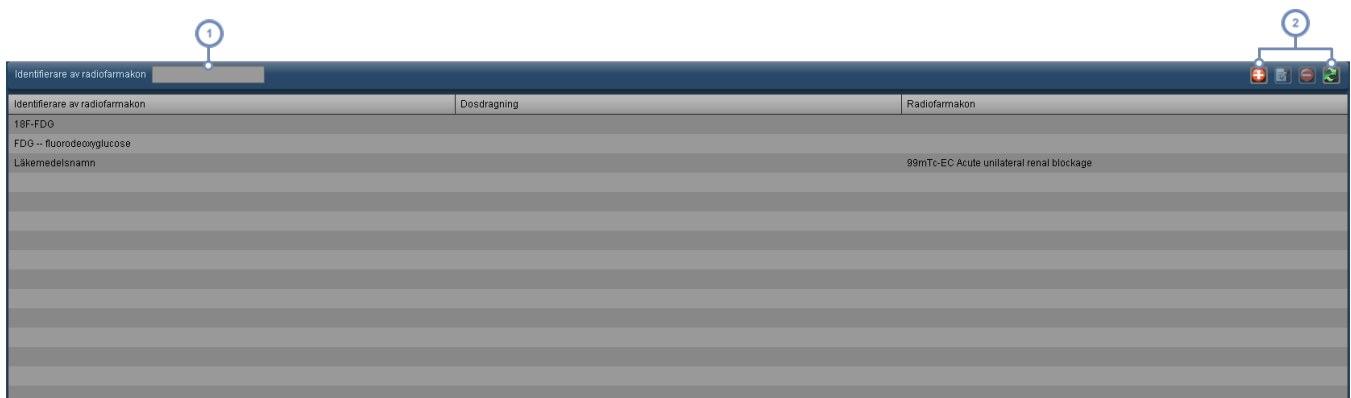 1
2
Identifierare av radiofarmakon
Identifierare av radiofarmakon Dosdragning Radiofarmakon
18F-FDG
FDG -- fluorodeoxyglucose
Läkemedelsnamn 99mTc-EC Acute unilateral renal blockage